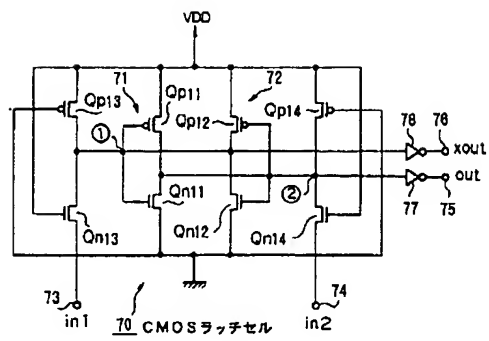 VDD
71
72
Qp13
Qp11
Qp12
Qp14
78
76
xout
①
out
②
77
75
Qn11
Qn13
Qn12
Qn14
73
74
in1
70 CMOSラッチセル
in2